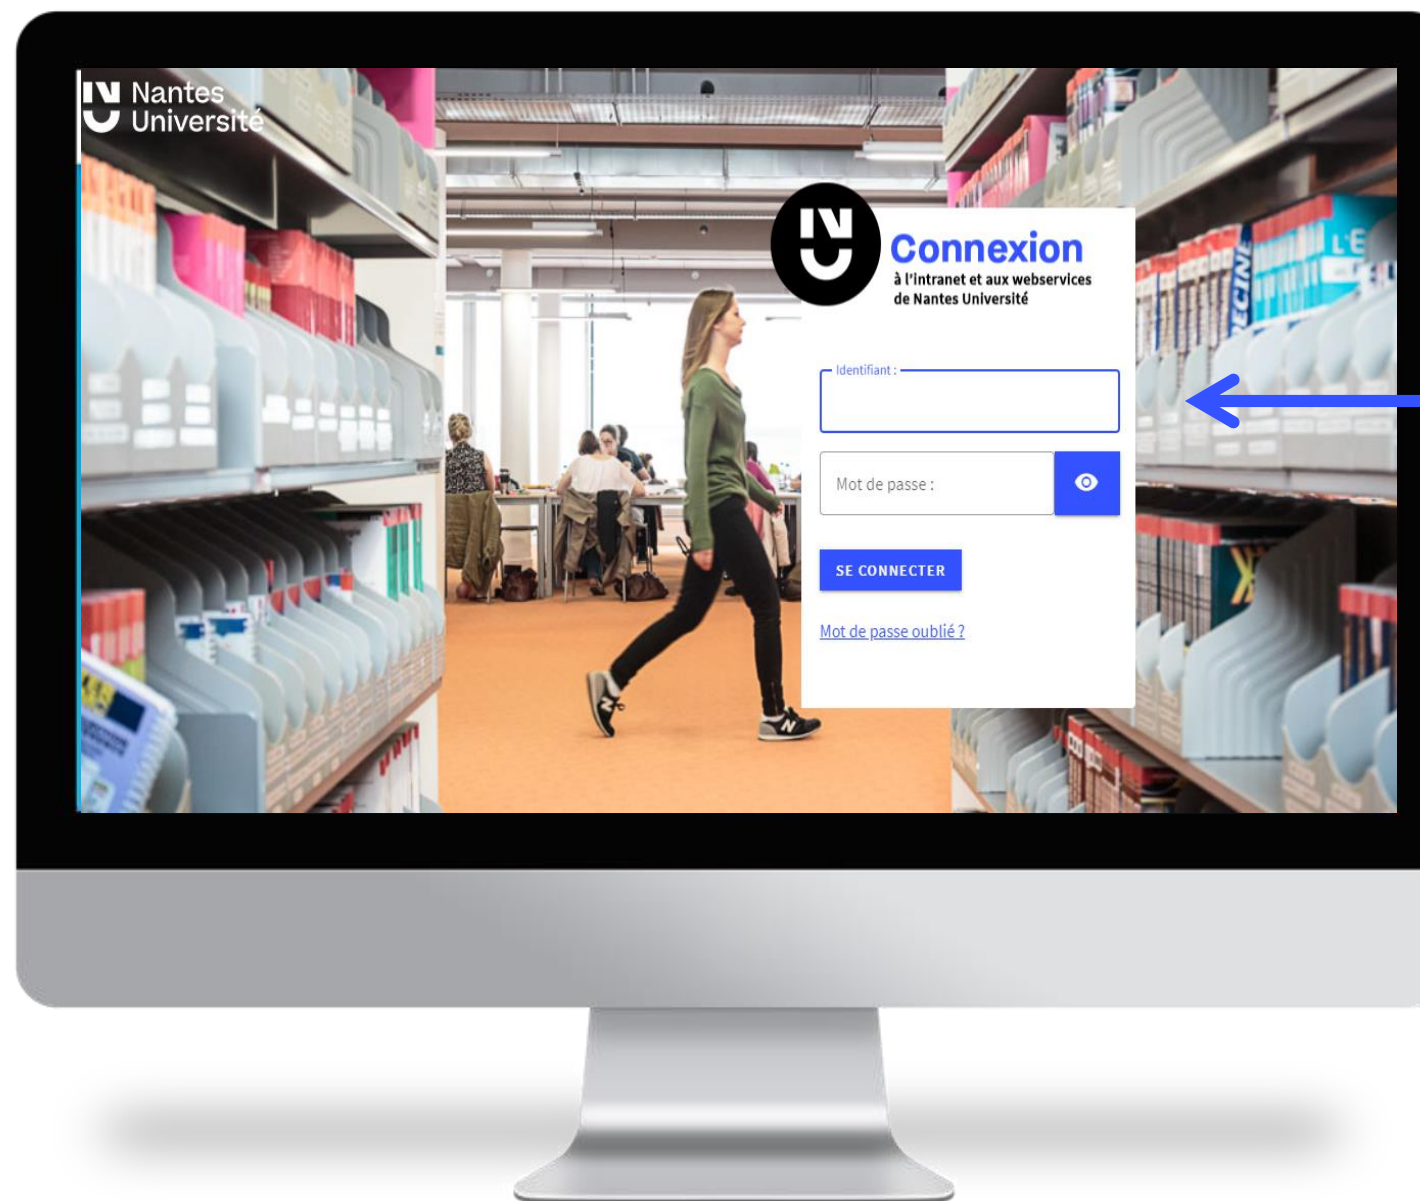 Nantes
Université
Connexion
à l'intranet et aux webservices
de Nantes Université
Identifiant :
Mot de passe :
SE CONNECTER
Mot de passe oublié ?